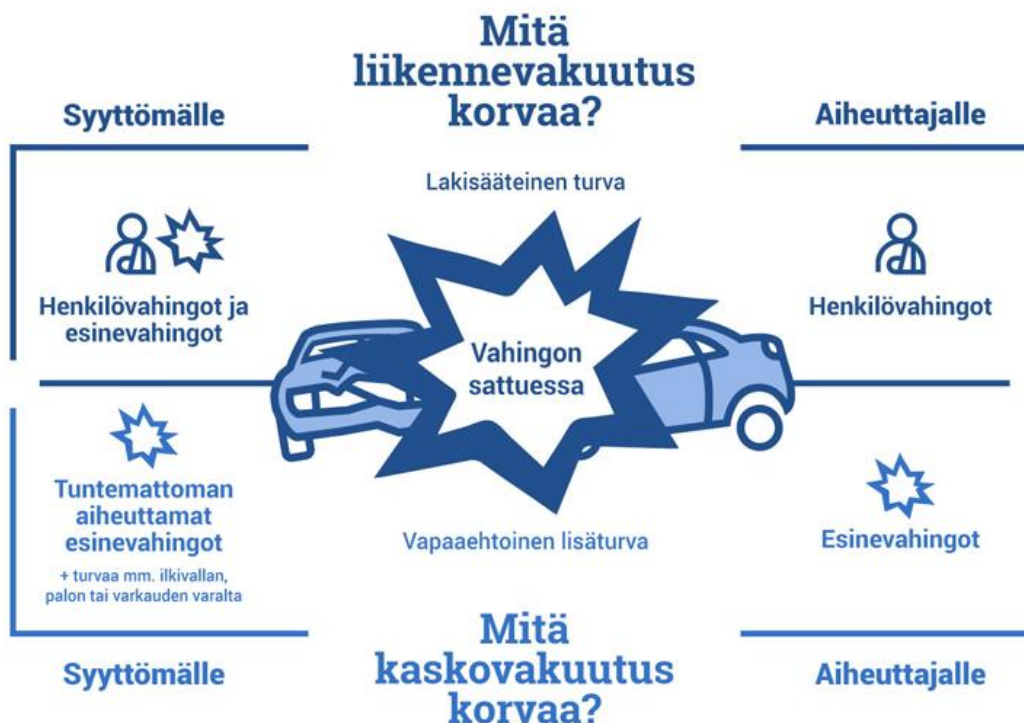 Mitä
liikennevakuutus
korvaa?
Syyttömälle
Aiheuttajalle
Lakisääteinen turva
Henkilövahingot ja
esinevahingot
Henkilövahingot
Vahingon
sattuessa
Tuntemattoman
aiheuttamat
esinevahingot
+ turvaa mm. ilkivallan,
palon tai varkauden varalta
Vapaaehtoinen lisäturva
Esinevahingot
Syyttömälle
Mitä
kaskovakuutus
korvaa?
Aiheuttajalle